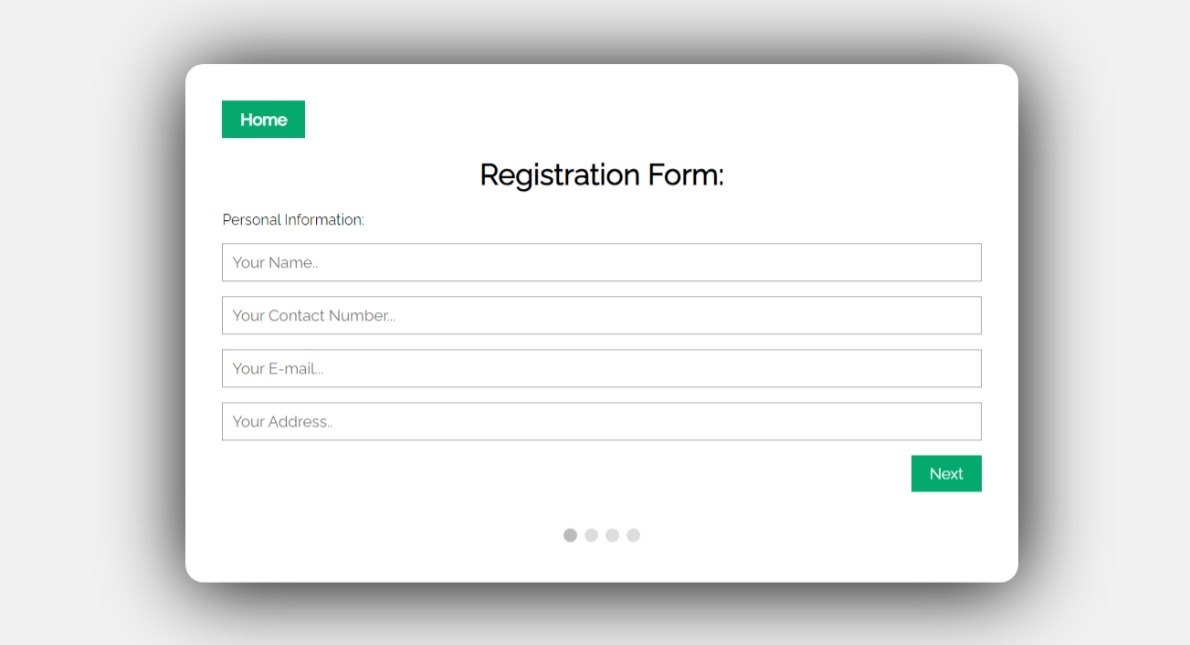 Home
Registration Form:
Personal Information:
Your Name..
Your Contact Number...
Your E-mail...
Your Address..
Next